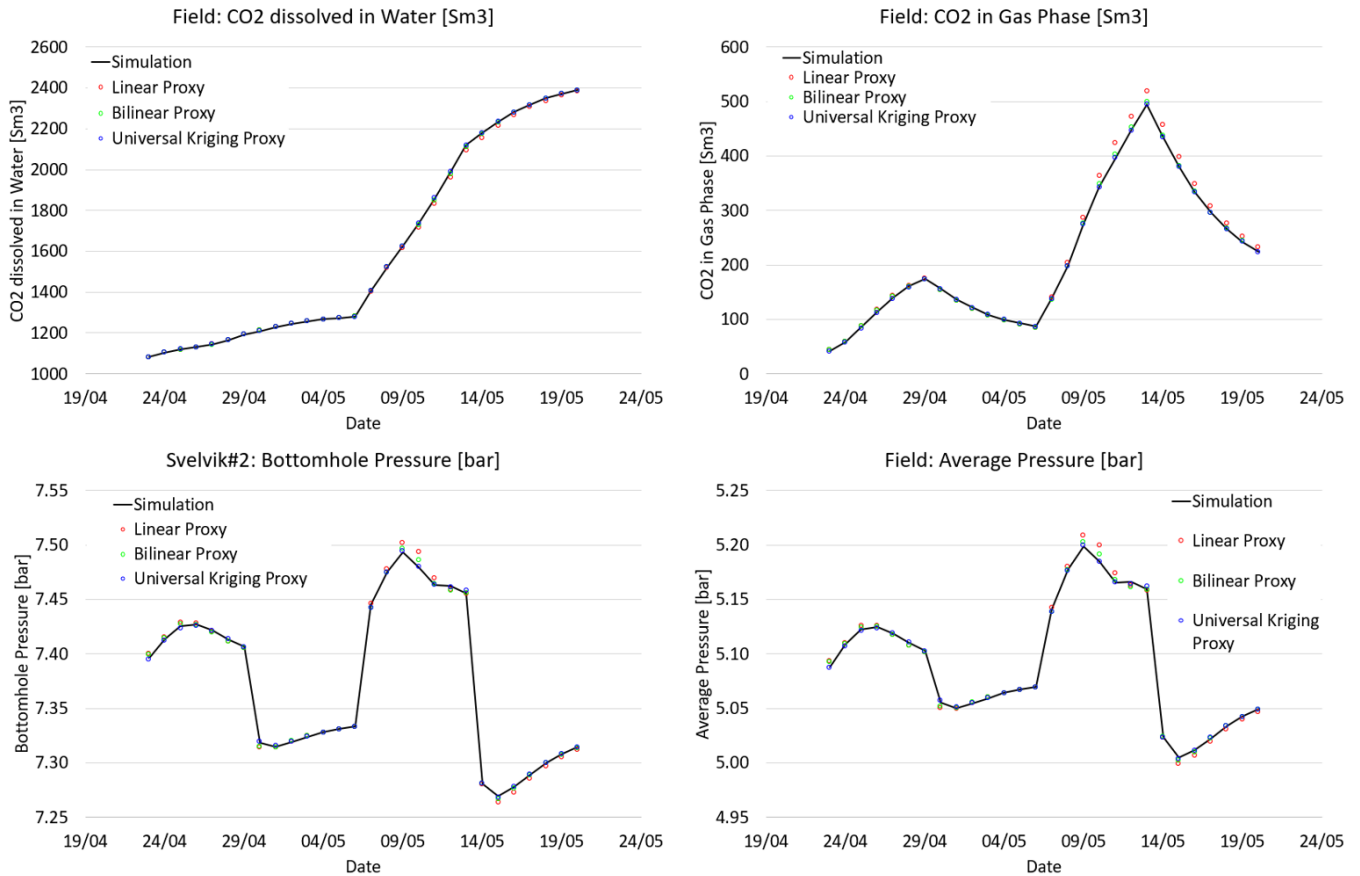 Field: CO2 dissolved in Water [Sm3]
2600
2400
2200
2000
1800
1600
1400
1200
1000
CO2 dissolved in Water [Sm3]
Simulation
Linear Proxy
Bilinear Proxy
Universal Kriging Proxy
19/04 24/04 29/04 04/05 09/05 14/05 19/05 24/05
Date
Field: CO2 in Gas Phase [Sm3]
600
500
400
300
200
100
0
CO2 in Gas Phase [Sm3]
Simulation
Linear Proxy
Bilinear Proxy
Universal Kriging Proxy
19/04 24/04 29/04 04/05 09/05 14/05 19/05 24/05
Date
Svelvik#2: Bottomhole Pressure [bar]
7.55
7.50
7.45
7.40
7.35
7.30
7.25
Bottomhole Pressure [bar]
Simulation
Linear Proxy
Bilinear Proxy
Universal Kriging Proxy
19/04 24/04 29/04 04/05 09/05 14/05 19/05 24/05
Date
Field: Average Pressure [bar]
5.25
5.20
5.15
5.10
5.05
5.00
4.95
Average Pressure [bar]
Simulation
Linear Proxy
Bilinear Proxy
Universal Kriging
Proxy
19/04 24/04 29/04 04/05 09/05 14/05 19/05 24/05
Date